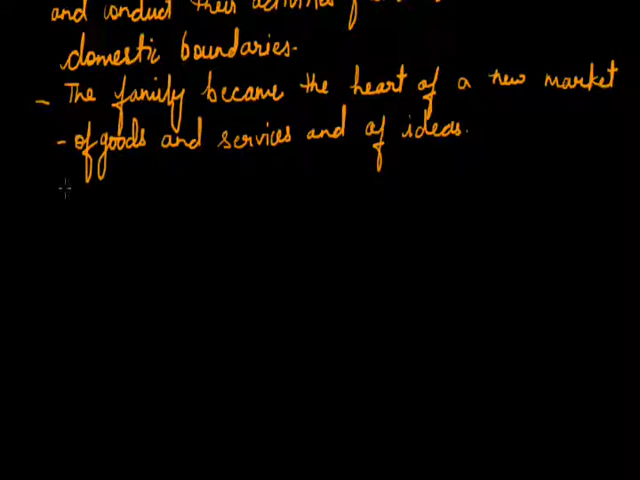 and conduct their activities
domestic boundaries.
- The family became the heart of a new market
- of goods and services and of ideas.